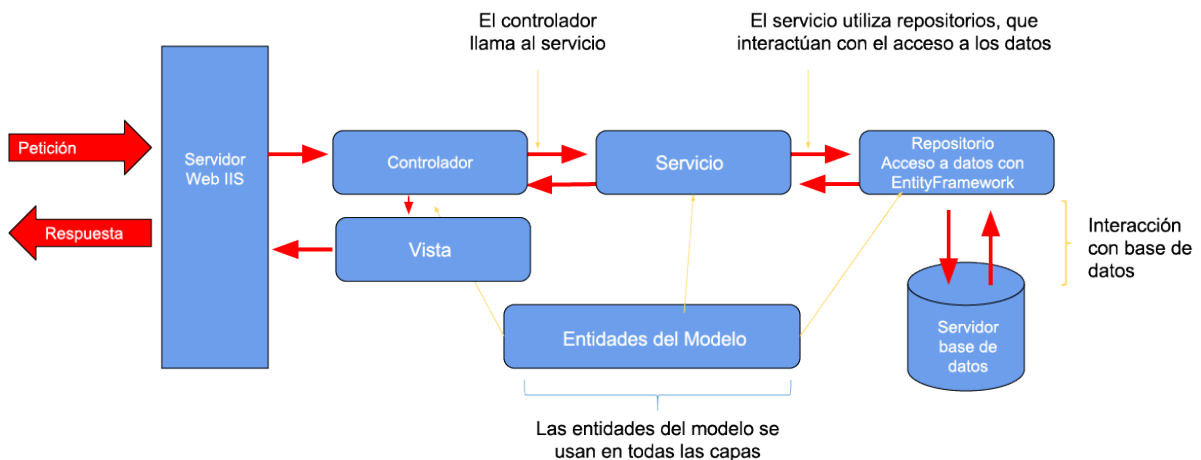 El controlador
llama al servicio
El servicio utiliza repositorios, que
interactúan con el acceso a los datos
Petición
Respuesta
Servidor
Web IIS
Controlador
Vista
Servicio
Repositorio
Acceso a datos con
EntityFramework
Interacción
con base de
datos
Servidor
base de
datos
Entidades del Modelo
Las entidades del modelo se
usan en todas las capas